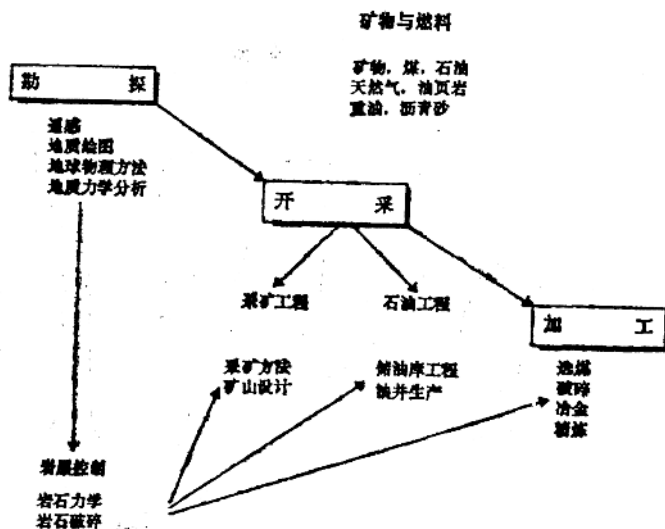 矿物与燃料
矿物，煤，石油
天然气，油页岩
重油，沥青砂
勘 探
遥感
地质绘图
地球物理方法
地质力学分析
开 采
采矿工程
石油工程
加 工
采矿方法
矿山设计
储油库工程
油井生产
选煤
破碎
冶金
精炼
岩层控制
岩石力学
岩石破碎